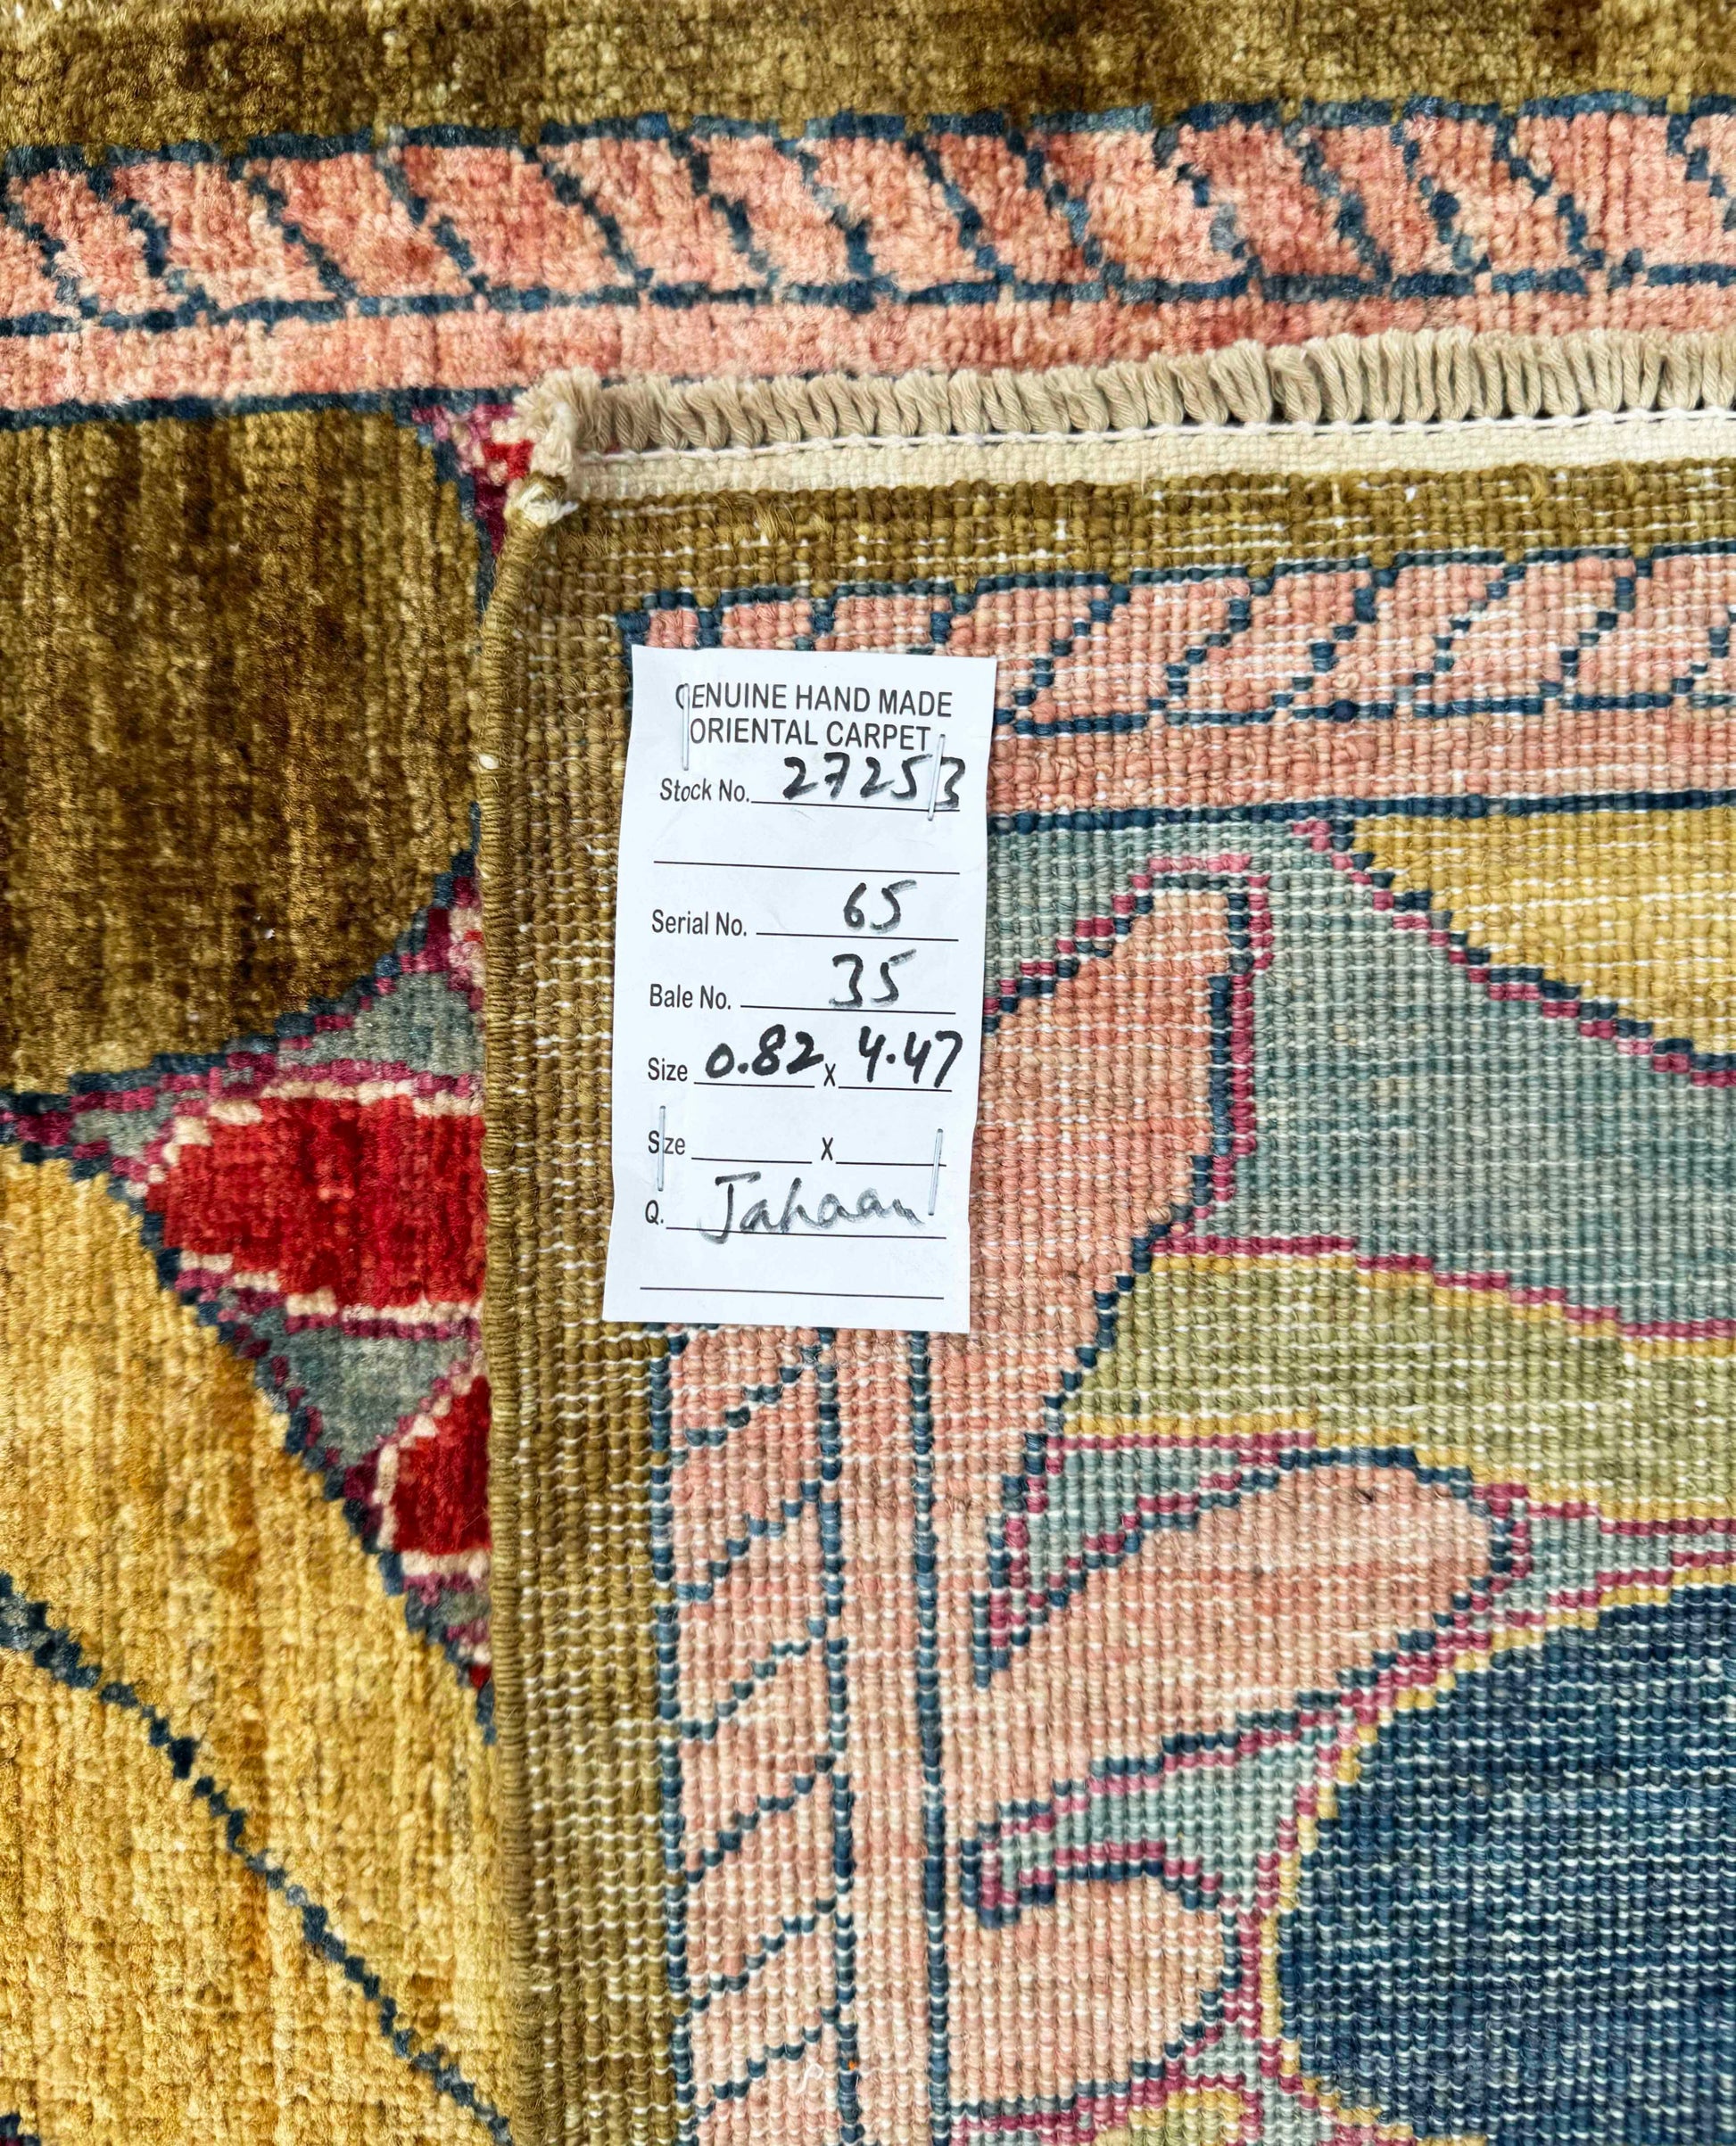 GENUINE HAND MADE
ORIENTAL CARPET
Stock No. 27253
Serial No. 65
Bale No. 35
Size 0.82 x 4.47
Size x
Q. Jahaan